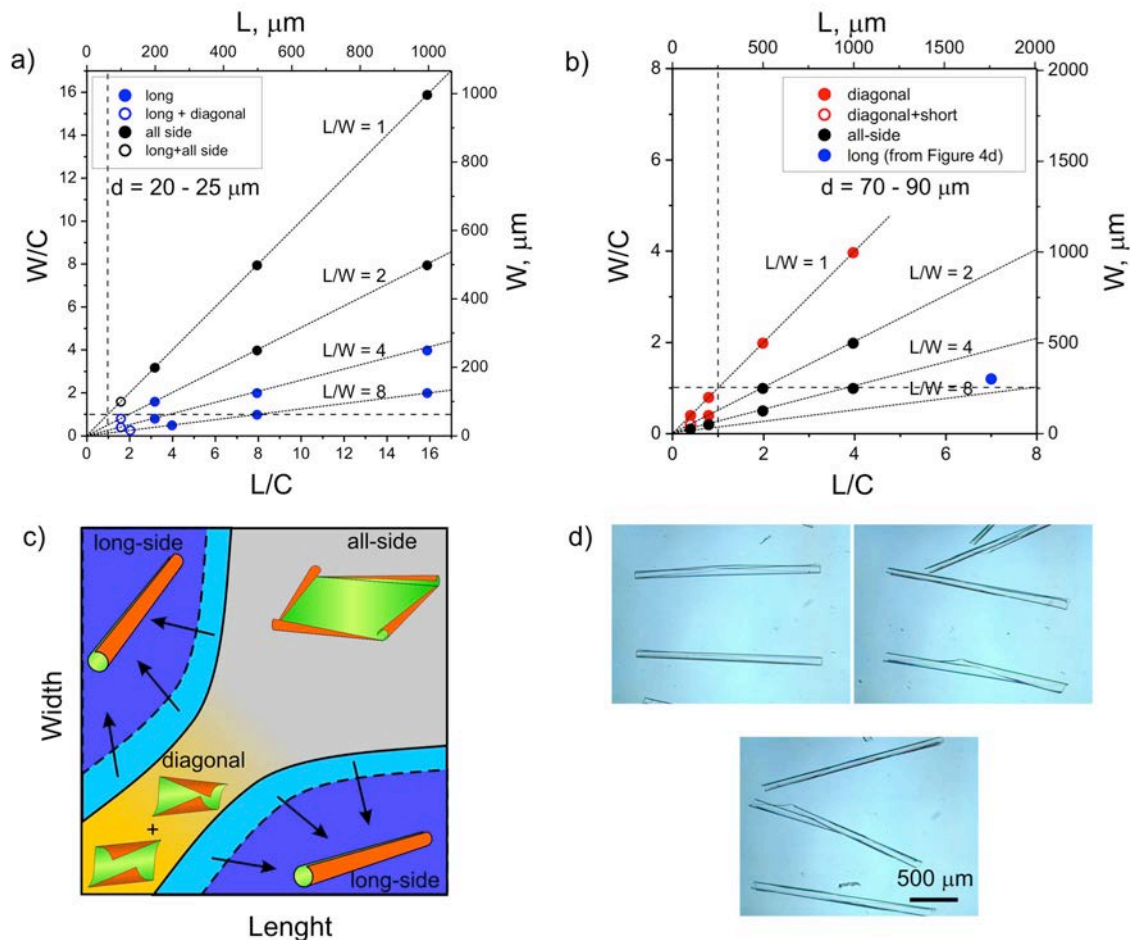 a)
L, μm
0 200 400 600 800 1000
W/C
16
14
12
10
8
6
4
2
0
long
long + diagonal
all side
long+all side
d = 20 - 25 μm
L/W = 1
L/W = 2
L/W = 4
L/W = 8
1000
800
600
400
200
0
W, μm
0 2 4 6 8 10 12 14 16
L/C
b)
L, μm
0 500 1000 1500 2000
W/C
8
6
4
2
0
diagonal
diagonal+short
all-side
long (from Figure 4d)
d = 70 - 90 μm
L/W = 1
L/W = 2
L/W = 4
L/W = 8
2000
1500
1000
500
0
W, μm
0 2 4 6 8
L/C
c)
long-side
all-side
Width
diagonal
+
long-side
Lenght
d)
500 μm